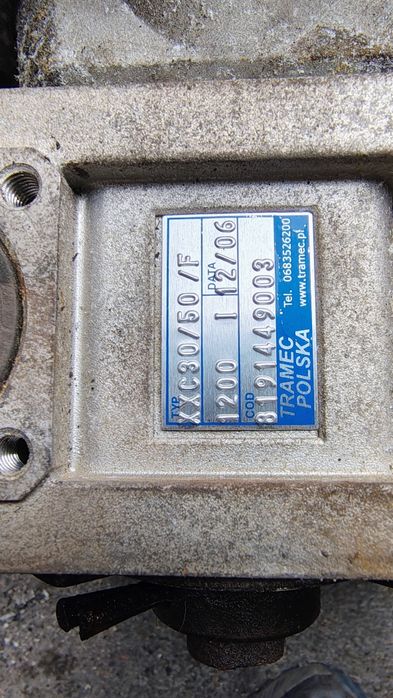 TYP
XXC30/50 /F
DATA
1200 I 12/06
COD
8191449003
TRAMEC
POLSKA
Tel. 0683526200
www.tramec.pl